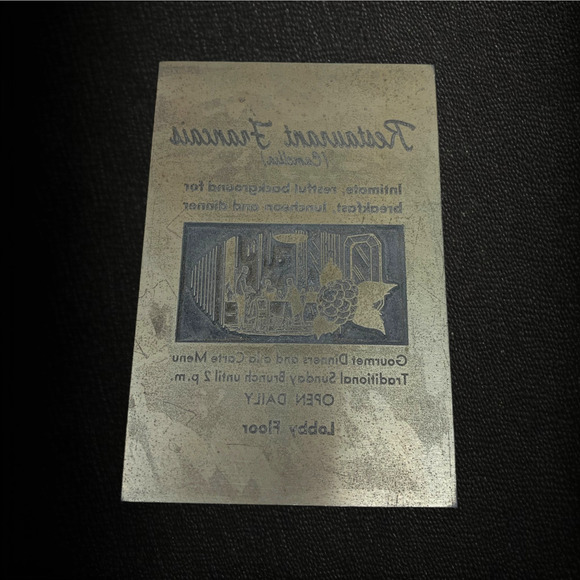 Restaurant Francais
(Camellia)
Intimate, restful background for
breakfast, luncheon and dinner
Gourmet Dinners and a la Carte Menu
Traditional Sunday Brunch until 2 p.m.
OPEN DAILY
Lobby Floor